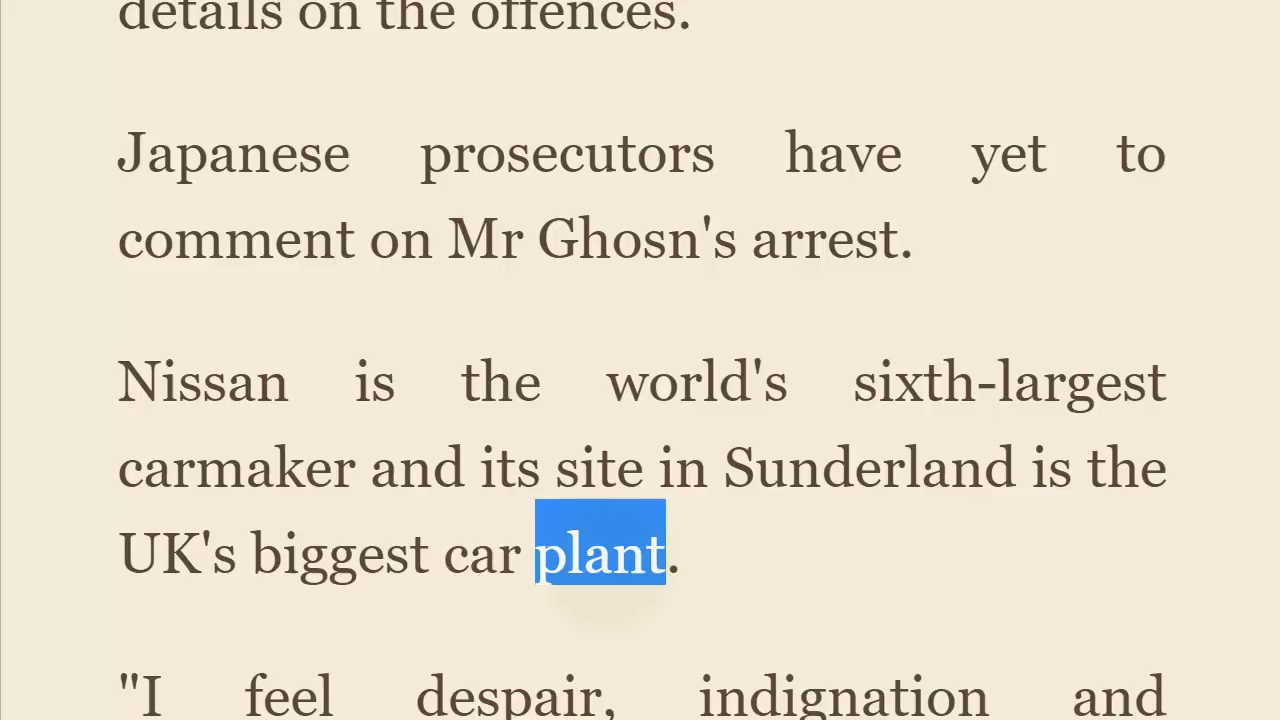 details on the offences.
Japanese prosecutors have yet to
comment on Mr Ghosn's arrest.
Nissan is the world's sixth-largest
carmaker and its site in Sunderland is the
UK's biggest car plant.
"I feel despair, indignation and